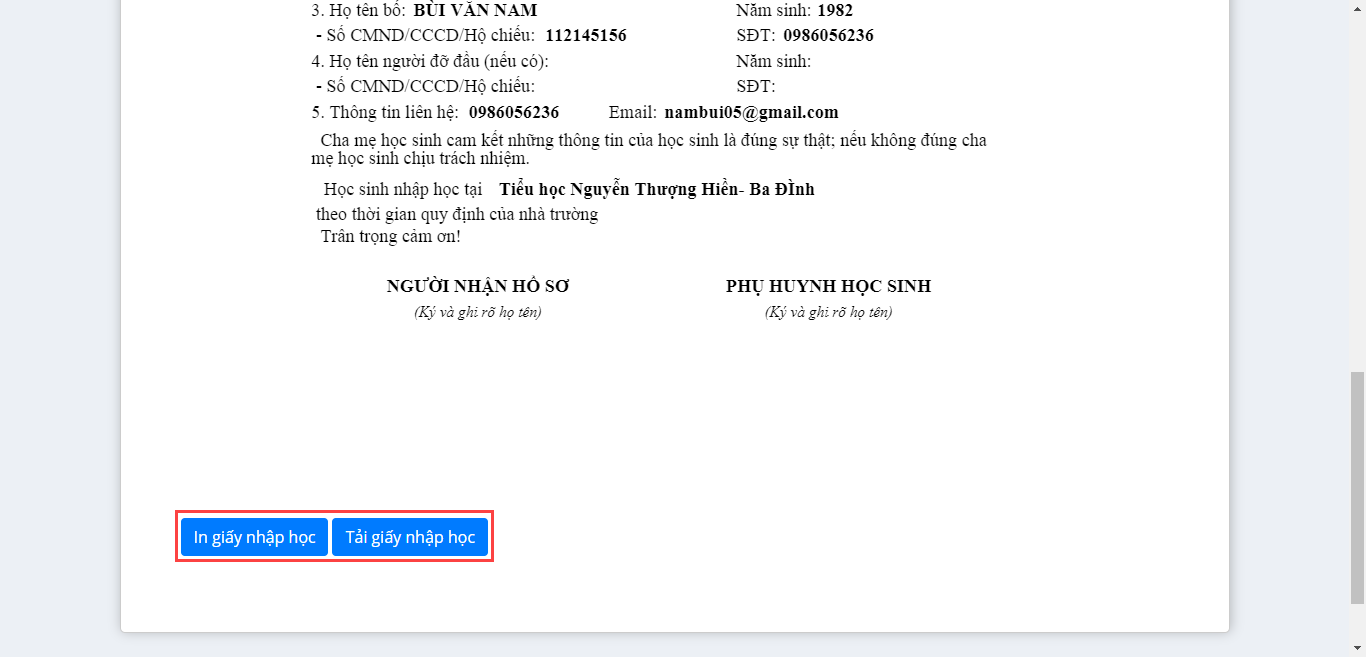 3. Họ tên bố: BÙI VĂN NAM Năm sinh: 1982
- Số CMND/CCCD/Hộ chiếu: 112145156 SĐT: 0986056236
4. Họ tên người đỡ đầu (nếu có): Năm sinh:
- Số CMND/CCCD/Hộ chiếu: SĐT:
5. Thông tin liên hệ: 0986056236 Email: nambui05@gmail.com
Cha mẹ học sinh cam kết những thông tin của học sinh là đúng sự thật; nếu không đúng cha
mẹ học sinh chịu trách nhiệm.
Học sinh nhập học tại Tiểu học Nguyễn Thượng Hiền- Ba ĐÌnh
theo thời gian quy định của nhà trường
Trân trọng cảm ơn!
NGƯỜI NHẬN HỒ SƠ PHỤ HUYNH HỌC SINH
(Ký và ghi rõ họ tên) (Ký và ghi rõ họ tên)
In giấy nhập học Tải giấy nhập học